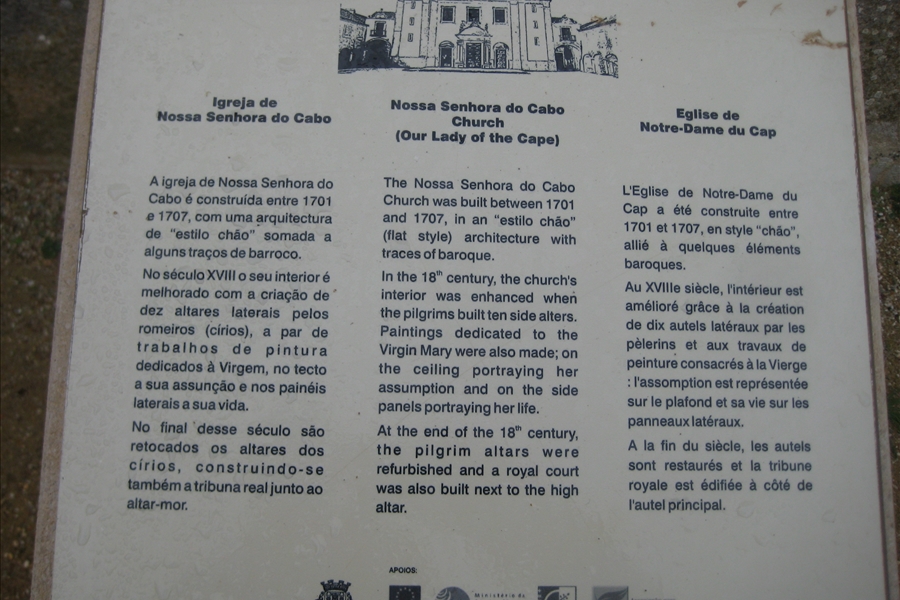 Igreja de
Nossa Senhora do Cabo
A igreja de Nossa Senhora do
Cabo é construída entre 1701
e 1707, com uma arquitectura
de “estilo chão” somada a
alguns traços de barroco.
No século XVIII o seu interior é
melhorado com a criação de
dez altares laterais pelos
romeiros (círios), a par de
trabalhos de pintura
dedicados à Virgem, no tecto
a sua assunção e nos painéis
laterais a sua vida.
No final desse século são
retocados os altares dos
círios, construindo-se
também a tribuna real junto ao
altar-mor.
Nossa Senhora do Cabo
Church
(Our Lady of the Cape)
The Nossa Senhora do Cabo
Church was built between 1701
and 1707, in an “estilo chão”
(flat style) architecture with
traces of baroque.
In the 18th century, the church's
interior was enhanced when
the pilgrims built ten side alters.
Paintings dedicated to the
Virgin Mary were also made; on
the ceiling portraying her
assumption and on the side
panels portraying her life.
At the end of the 18th century,
the pilgrim altars were
refurbished and a royal court
was also built next to the high
altar.
Eglise de
Notre-Dame du Cap
L'Eglise de Notre-Dame du
Cap a été construite entre
1701 et 1707, en style “chão”,
allié à quelques éléments
baroques.
Au XVIIIe siècle, l'intérieur est
amélioré grâce à la création
de dix autels latéraux par les
pèlerins et aux travaux de
peinture consacrés à la Vierge
: l'assomption est représentée
sur le plafond et sa vie sur les
panneaux latéraux.
A la fin du siècle, les autels
sont restaurés et la tribune
royale est édifiée à côté de
l'autel principal.
APOIOS: